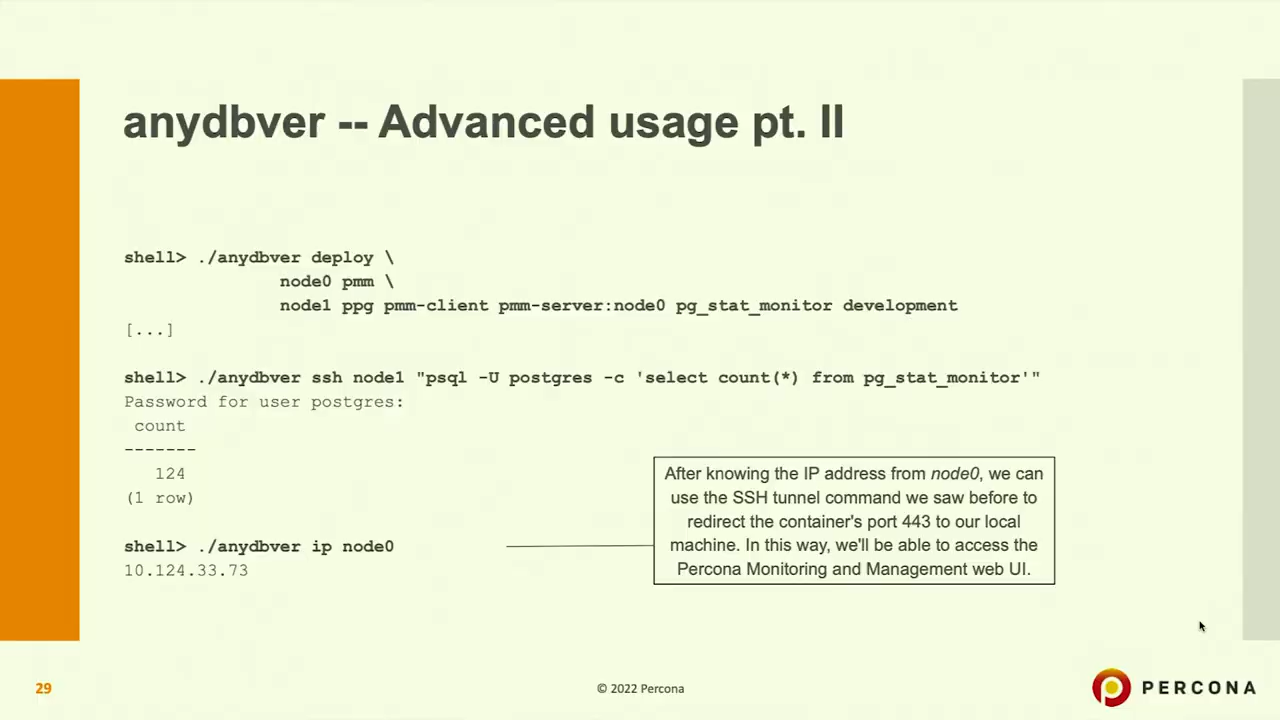 anydbver -- Advanced usage pt. II
shell> ./anydbver deploy \
node0 pmm \
node1 ppg pmm-client pmm-server:node0 pg_stat_monitor development
[...]
shell> ./anydbver ssh node1 "psql -U postgres -c 'select count(*) from pg_stat_monitor'"
Password for user postgres:
count
-------
124
(1 row)
shell> ./anydbver ip node0
10.124.33.73
After knowing the IP address from node0, we can
use the SSH tunnel command we saw before to
redirect the container's port 443 to our local
machine. In this way, we'll be able to access the
Percona Monitoring and Management web UI.
29
© 2022 Percona
PERCONA